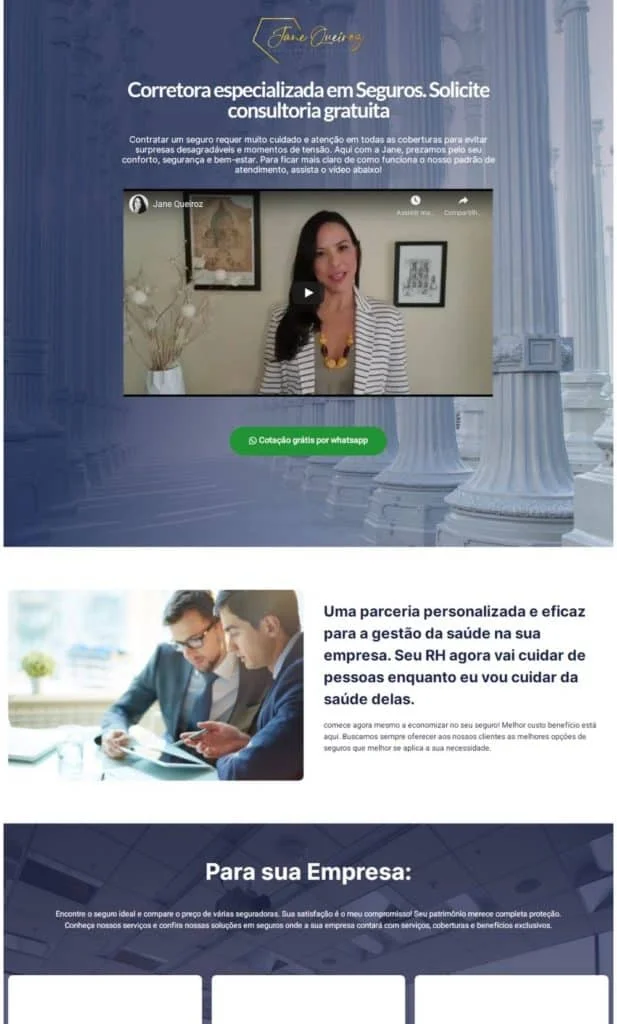 Jane Queiroz
Corretora especializada em Seguros. Solicite
consultoria gratuita
Contratar um seguro requer muito cuidado e atenção em todas as coberturas para evitar
surpresas desagradáveis e momentos de tensão. Aqui com a Jane, prezamos pelo seu
conforto, segurança e bem-estar. Para ficar mais claro de como funciona o nosso padrão de
atendimento, assista o vídeo abaixo!
Jane Queiroz
Assistir ma... Compartilh...
Cotação grátis por whatsapp
Uma parceria personalizada e eficaz
para a gestão da saúde na sua
empresa. Seu RH agora vai cuidar de
pessoas enquanto eu vou cuidar da
saúde delas.
comece agora mesmo a economizar no seu seguro! Melhor custo benefício está
aqui. Buscamos sempre oferecer aos nossos clientes as melhores opções de
seguros que melhor se aplica a sua necessidade.
Para sua Empresa:
Encontre o seguro ideal e compare o preço de várias seguradoras. Sua satisfação é o meu compromisso! Seu patrimônio merece completa proteção.
Conheça nossos serviços e confira nossas soluções em seguros onde a sua empresa contará com serviços, coberturas e benefícios exclusivos.